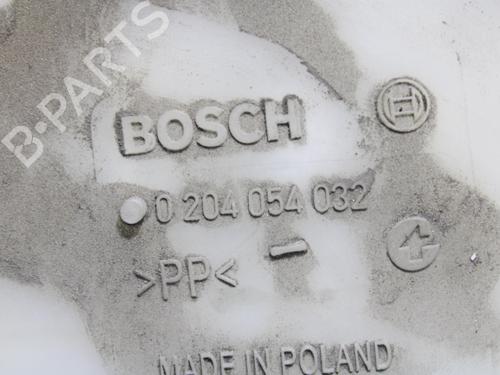 B-PARTS
BOSCH
0 204 054 032
>PP<
MADE IN POLAND